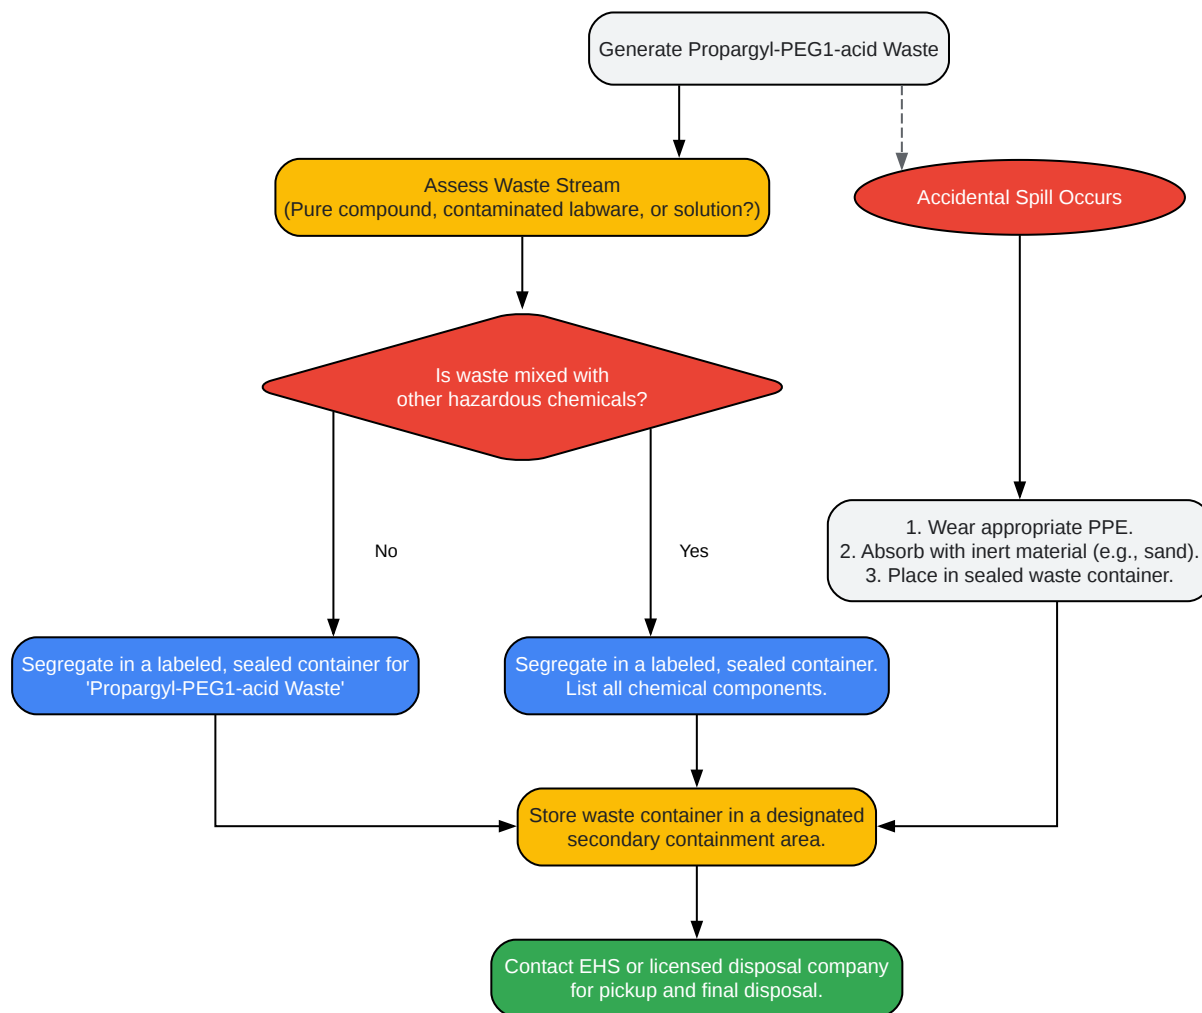 Generate Propargyl-PEG1-acid Waste
Assess Waste Stream
(Pure compound, contaminated labware, or solution?)
Accidental Spill Occurs
Is waste mixed with
other hazardous chemicals?
No
Yes
1. Wear appropriate PPE.
2. Absorb with inert material (e.g., sand).
3. Place in sealed waste container.
Segregate in a labeled, sealed container for
'Propargyl-PEG1-acid Waste'
Segregate in a labeled, sealed container.
List all chemical components.
Store waste container in a designated
secondary containment area.
Contact EHS or licensed disposal company
for pickup and final disposal.